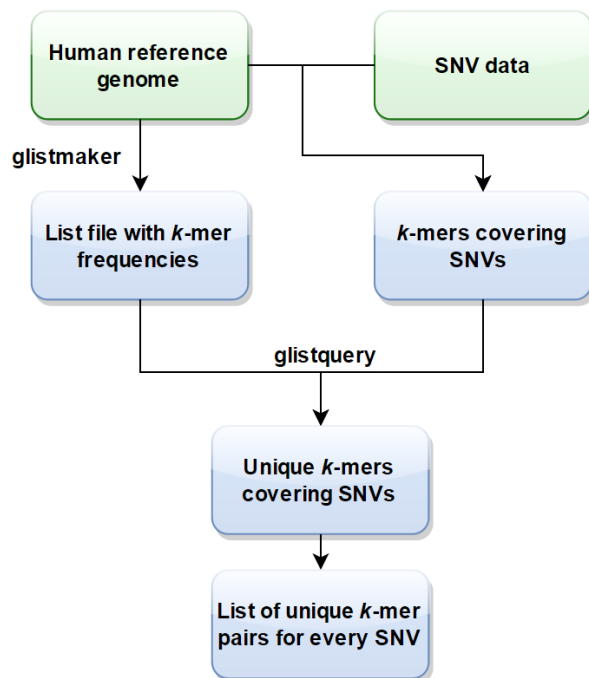 Human reference
genome
SNV data
glistmaker
List file with k-mer
frequencies
k-mers covering
SNVs
glistquery
Unique k-mers
covering SNVs
List of unique k-mer
pairs for every SNV